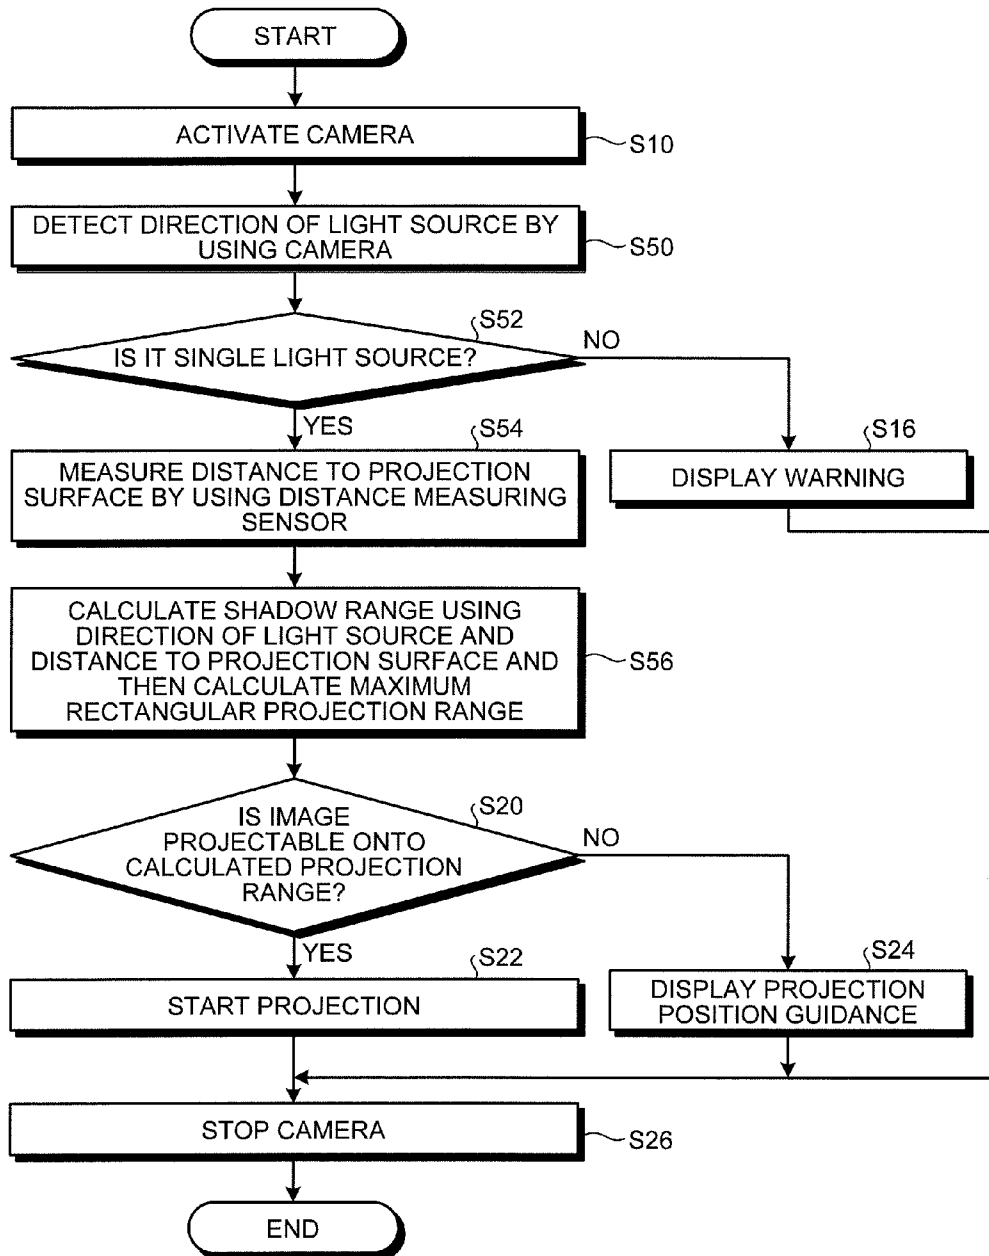 START
ACTIVATE CAMERA
S10
DETECT DIRECTION OF LIGHT SOURCE BY
USING CAMERA
S50
S52
IS IT SINGLE LIGHT SOURCE?
NO
YES
S54
MEASURE DISTANCE TO PROJECTION
SURFACE BY USING DISTANCE MEASURING
SENSOR
S16
DISPLAY WARNING
CALCULATE SHADOW RANGE USING
DIRECTION OF LIGHT SOURCE AND
DISTANCE TO PROJECTION SURFACE AND
THEN CALCULATE MAXIMUM
RECTANGULAR PROJECTION RANGE
S56
S20
IS IMAGE
PROJECTABLE ONTO
CALCULATED PROJECTION
RANGE?
NO
YES
S22
START PROJECTION
S24
DISPLAY PROJECTION
POSITION GUIDANCE
STOP CAMERA
S26
END